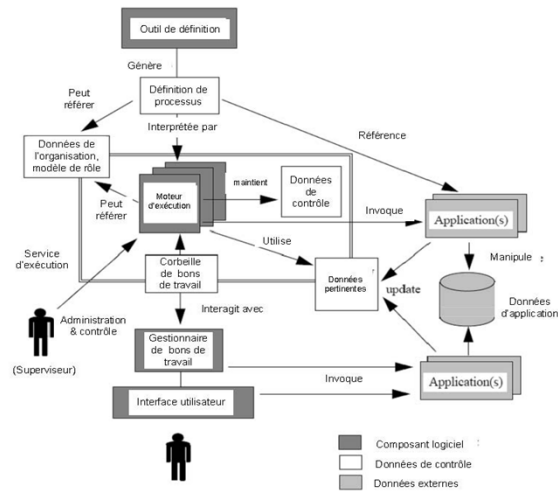 Outil de définition
Génère
Peut
référer
Définition de
processus
Interprétée par
Référence
Données de
l'organisation,
modèle de rôle
Peut
référer
Moteur
d'exécution
maintient
Données
de
contrôle
Invoque
Application(s)
Service
d'exécution
Utilise
Corbeille
de bons
de travail
Données
pertinentes
Manipule
update
Données
d'application
Administration
& contrôle
Interagit avec
(Superviseur)
Gestionnaire
de bons de
travail
Invoque
Application(s)
Interface utilisateur
Composant logiciel
Données de contrôle
Données externes